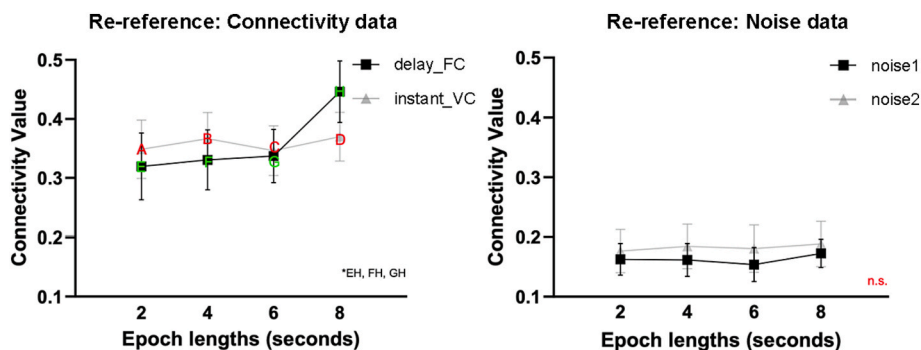 Re-reference: Connectivity data
Connectivity Value
0.5
0.4
0.3
0.2
0.1
delay_FC
instant_VC
A
B
C
D
E
F
G
H
*EH, FH, GH
2 4 6 8
Epoch lengths (seconds)
Re-reference: Noise data
Connectivity Value
0.5
0.4
0.3
0.2
0.1
noise1
noise2
n.s.
2 4 6 8
Epoch lengths (seconds)